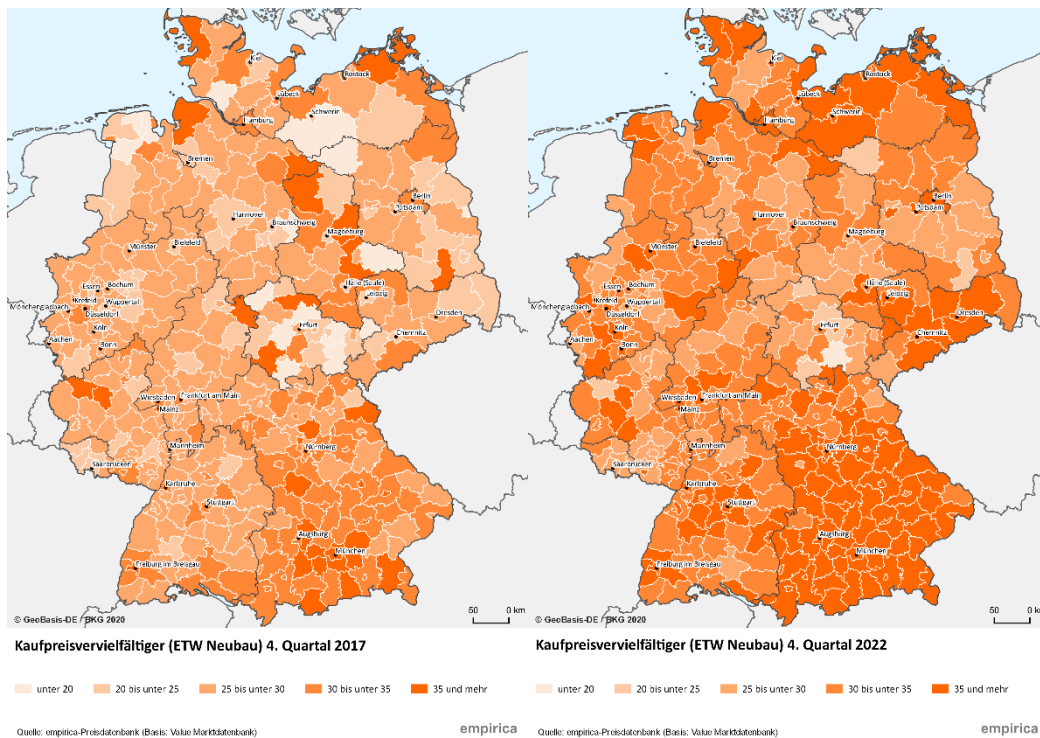 Kiel
Rostock
Lübeck
Schwerin
Hamburg
Bremen
Berlin
Potsdam
Hannover
Braunschweig
Magdeburg
Münster
Bielefeld
Essen
Bochum
Krefeld
Wuppertal
Mönchengladbach
Düsseldorf
Köln
Aachen
Bonn
Halle (Saale)
Leipzig
Dresden
Erfurt
Chemnitz
Wiesbaden
Frankfurt am Main
Mainz
Mannheim
Nürnberg
Saarbrücken
Karlsruhe
Stuttgart
Augsburg
München
Freiburg im Breisgau
50 0 km
© GeoBasis-DE / BKG 2020
Kaufpreisvervielfältiger (ETW Neubau) 4. Quartal 2017
unter 20 20 bis unter 25 25 bis unter 30 30 bis unter 35 35 und mehr
Quelle: empirica-Preisdatenbank (Basis: Value Marktdatenbank) empirica
Kiel
Rostock
Lübeck
Schwerin
Hamburg
Bremen
Berlin
Potsdam
Hannover
Braunschweig
Magdeburg
Münster
Bielefeld
Essen
Bochum
Krefeld
Wuppertal
Mönchengladbach
Düsseldorf
Köln
Aachen
Bonn
Halle (Saale)
Leipzig
Dresden
Erfurt
Chemnitz
Wiesbaden
Frankfurt am Main
Mainz
Mannheim
Nürnberg
Saarbrücken
Karlsruhe
Stuttgart
Augsburg
München
Freiburg im Breisgau
50 0 km
© GeoBasis-DE / BKG 2020
Kaufpreisvervielfältiger (ETW Neubau) 4. Quartal 2022
unter 20 20 bis unter 25 25 bis unter 30 30 bis unter 35 35 und mehr
Quelle: empirica-Preisdatenbank (Basis: Value Marktdatenbank) empirica